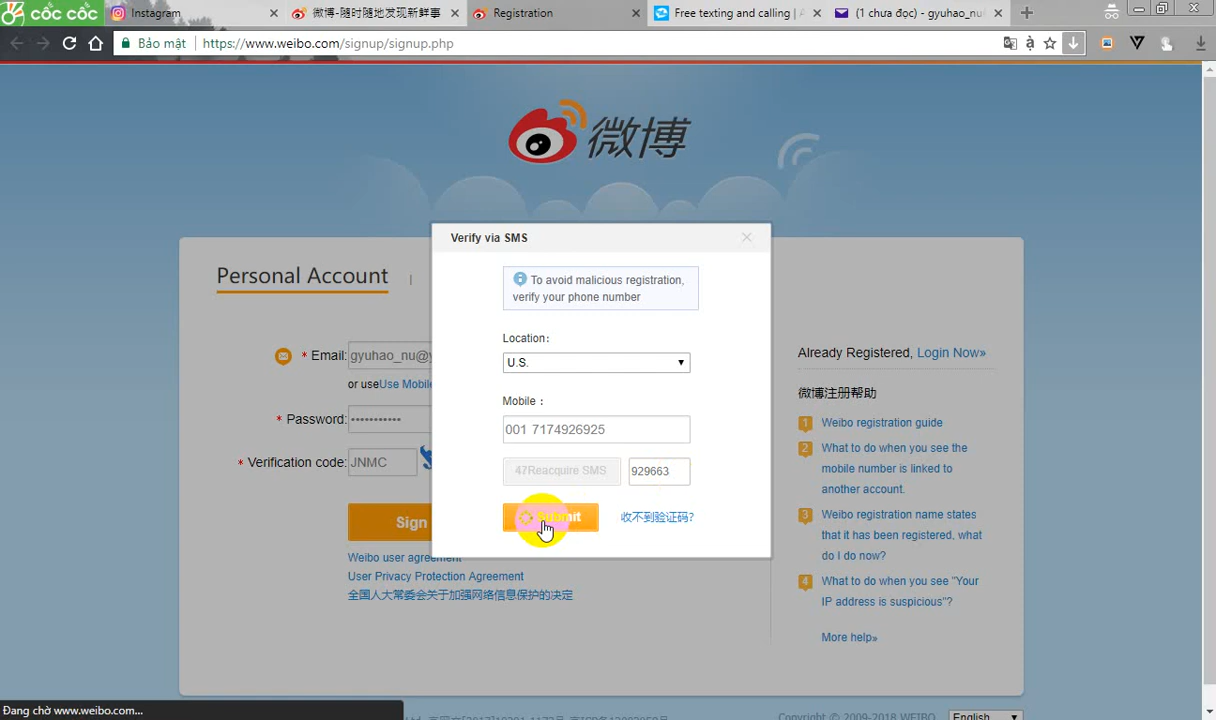 cốc cốc
Instagram
微博-随时随地发现新鲜事
Registration
Free texting and calling | A
(1 chưa đọc) - gyuhao_nu
Bảo mật
https://www.weibo.com/signup/signup.php
微博
Personal Account
Verify via SMS
To avoid malicious registration,
verify your phone number
Location:
U.S.
Mobile :
001 7174926925
47Reacquire SMS
929663
Submit
收不到验证码?
* Email:
gyuhao_nu@y
or useUse Mobile
* Password:
•••••••••••
* Verification code:
JNMC
Sign
Weibo user agreement
User Privacy Protection Agreement
全国人大常委会关于加强网络信息保护的决定
Already Registered, Login Now»
微博注册帮助
1 Weibo registration guide
2 What to do when you see the
mobile number is linked to
another account.
3 Weibo registration name states
that it has been registered, what
do I do now?
4 What to do when you see "Your
IP address is suspicious"?
More help»
Đang chờ www.weibo.com...
Copyright © 2009-2018 WEIBO
English